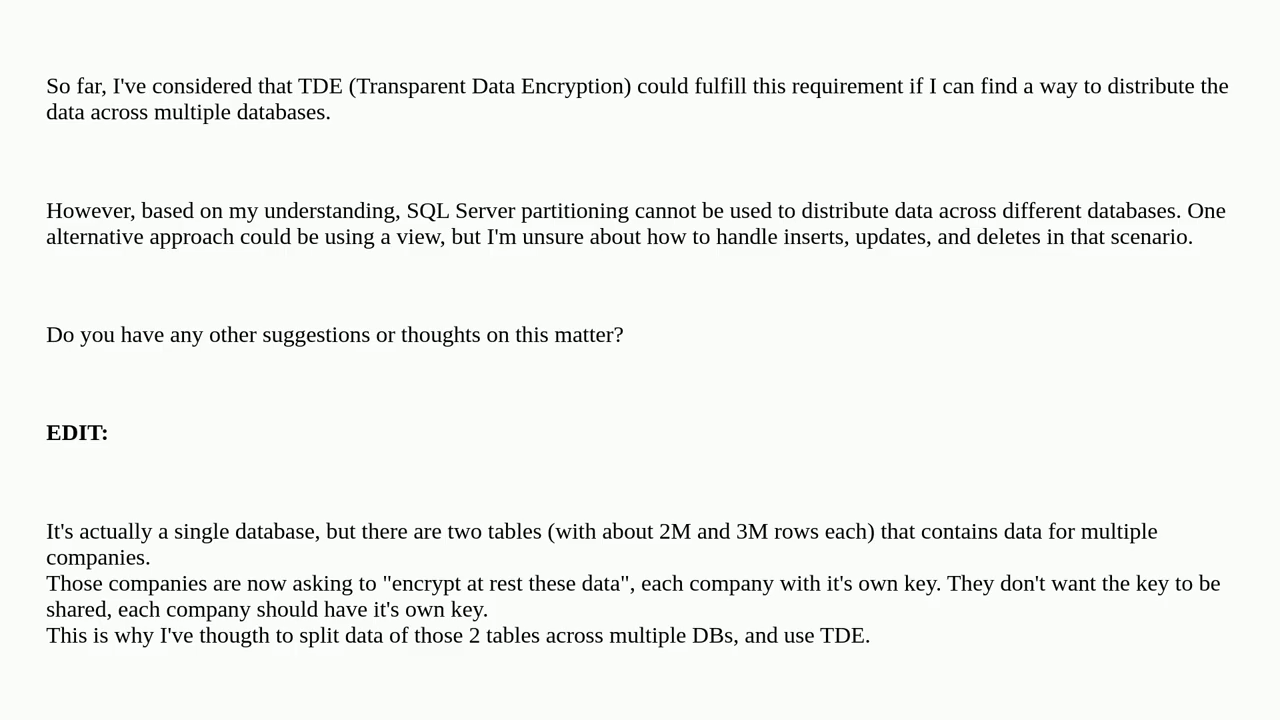 So far, I've considered that TDE (Transparent Data Encryption) could fulfill this requirement if I can find a way to distribute the
data across multiple databases.
However, based on my understanding, SQL Server partitioning cannot be used to distribute data across different databases. One
alternative approach could be using a view, but I'm unsure about how to handle inserts, updates, and deletes in that scenario.
Do you have any other suggestions or thoughts on this matter?
EDIT:
It's actually a single database, but there are two tables (with about 2M and 3M rows each) that contains data for multiple
companies.
Those companies are now asking to "encrypt at rest these data", each company with it's own key. They don't want the key to be
shared, each company should have it's own key.
This is why I've thougth to split data of those 2 tables across multiple DBs, and use TDE.